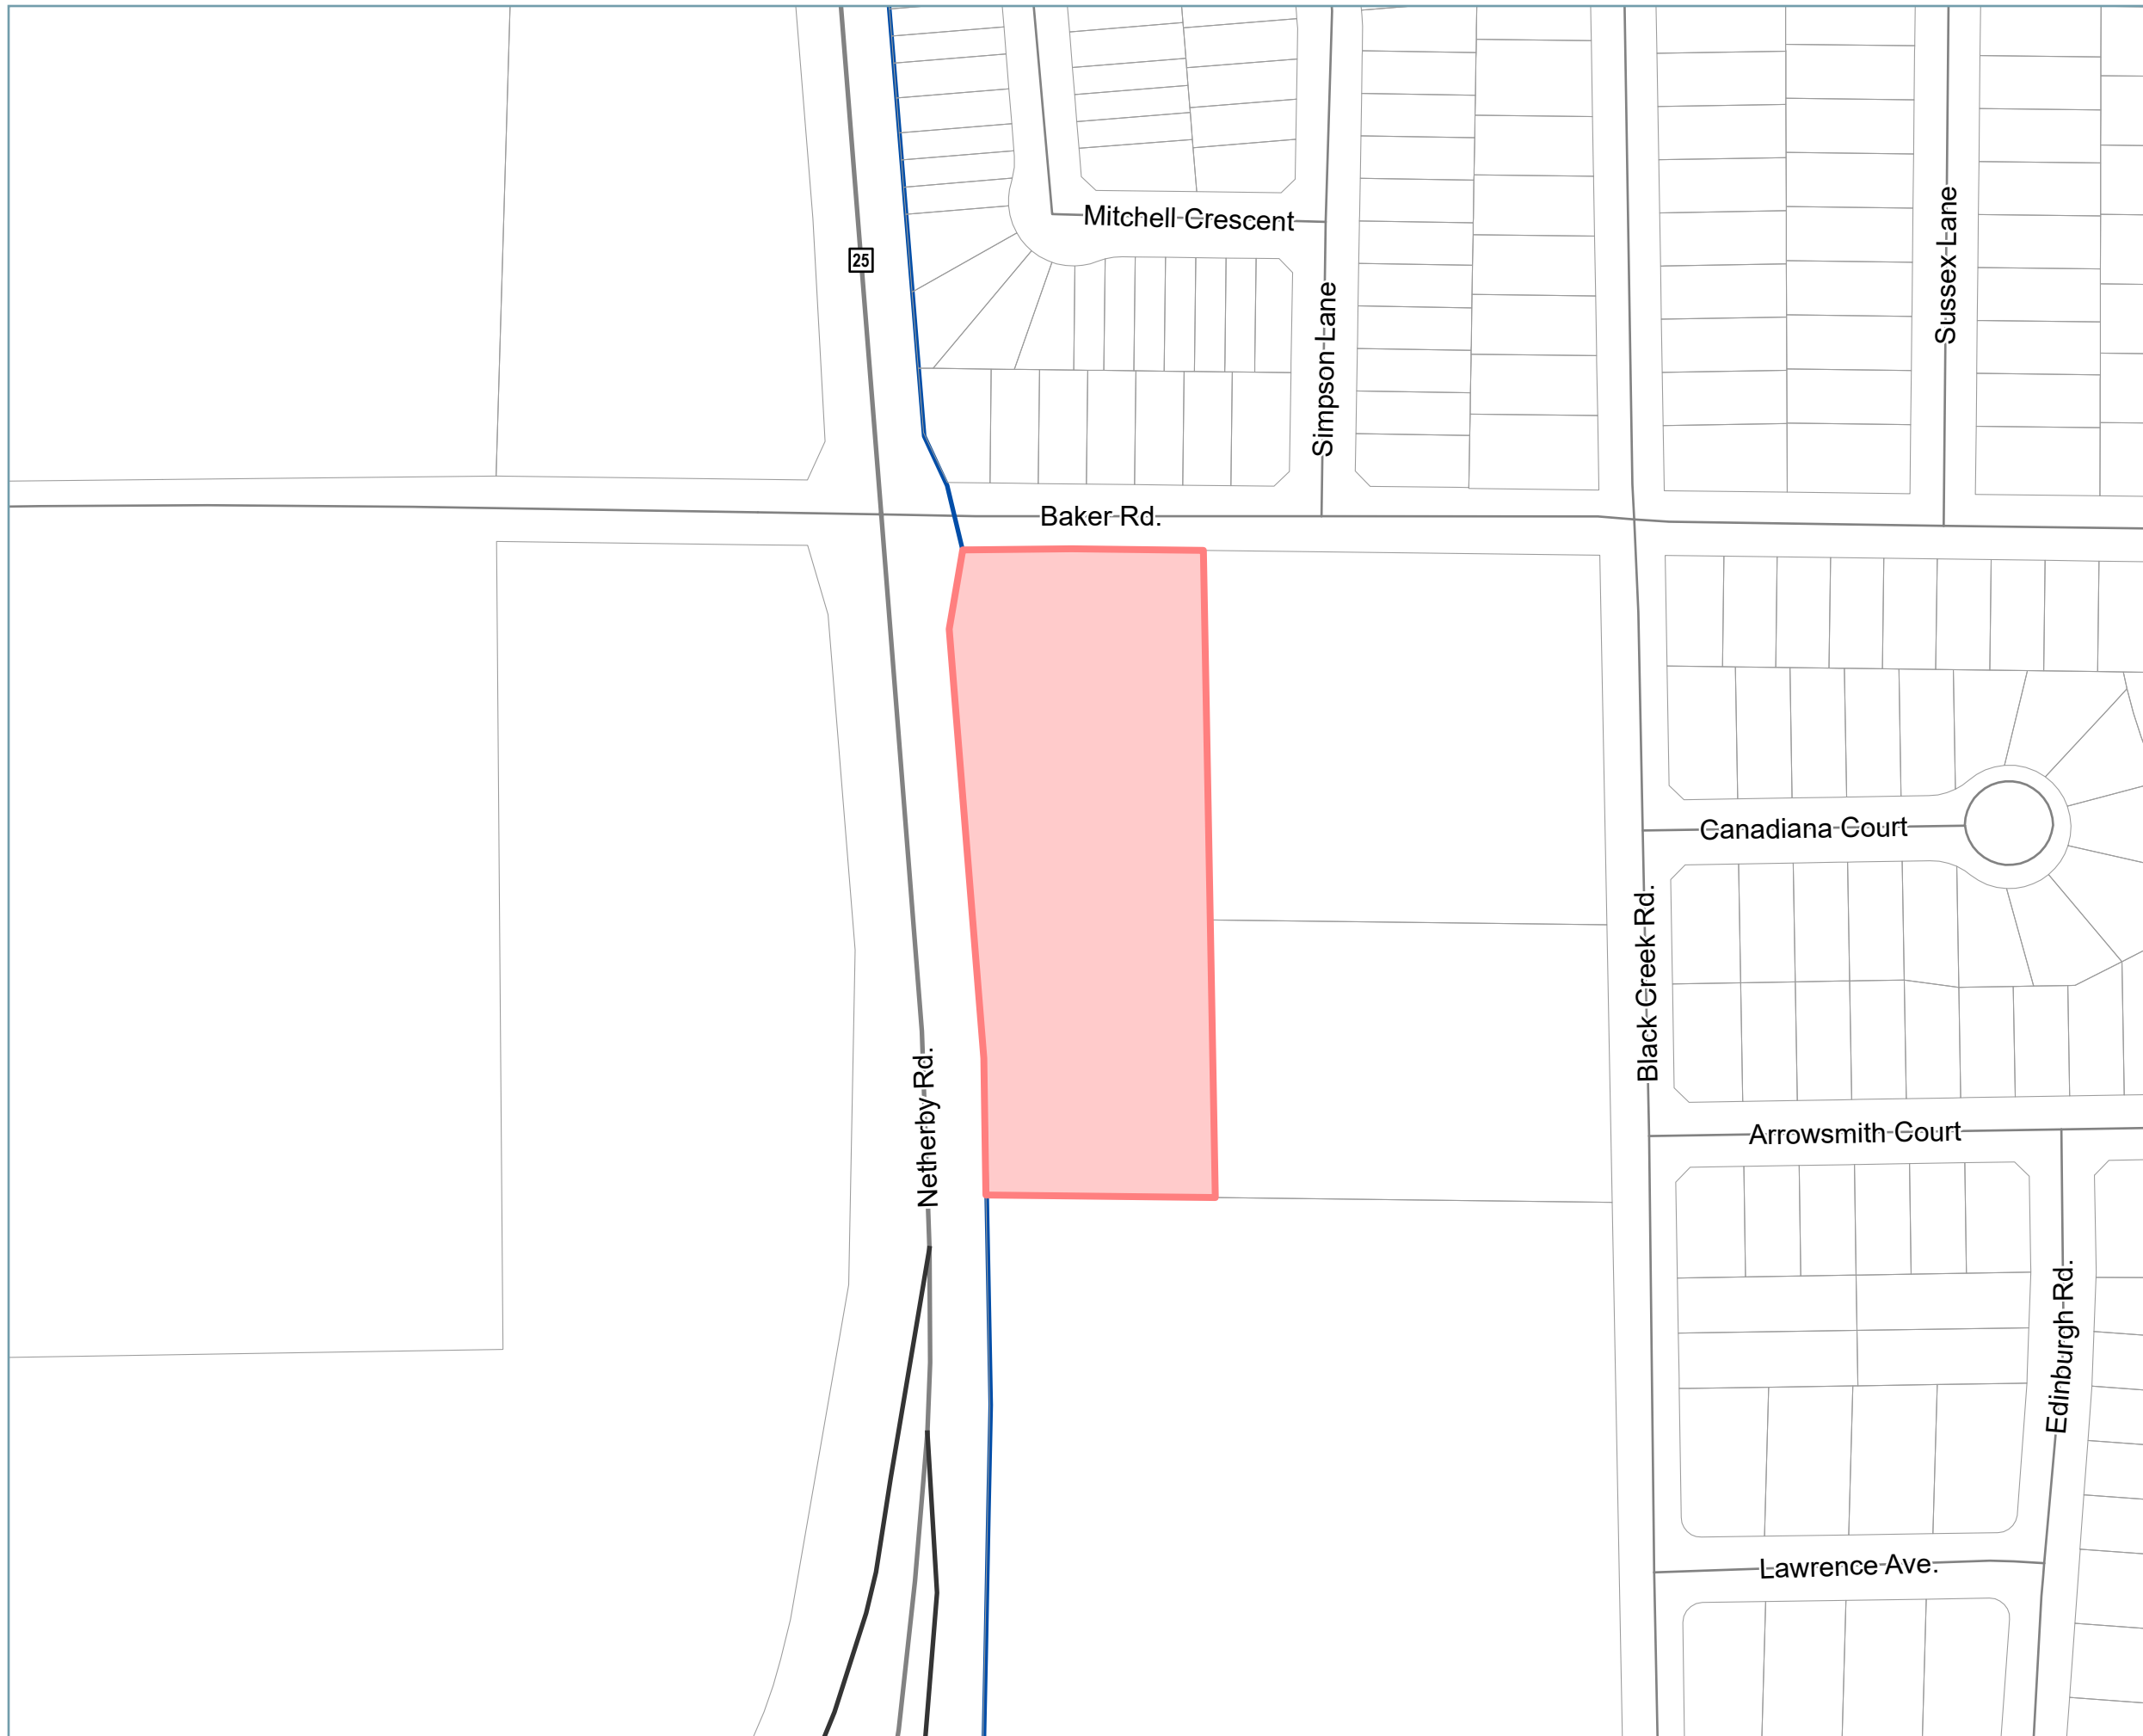 Mitchell Crescent
Sussex Lane
25
Simpson Lane
Baker Rd.
Canadiana Court
Black Creek Rd.
Netherby Rd.
Arrowsmith Court
Edinburgh Rd.
Lawrence Ave.